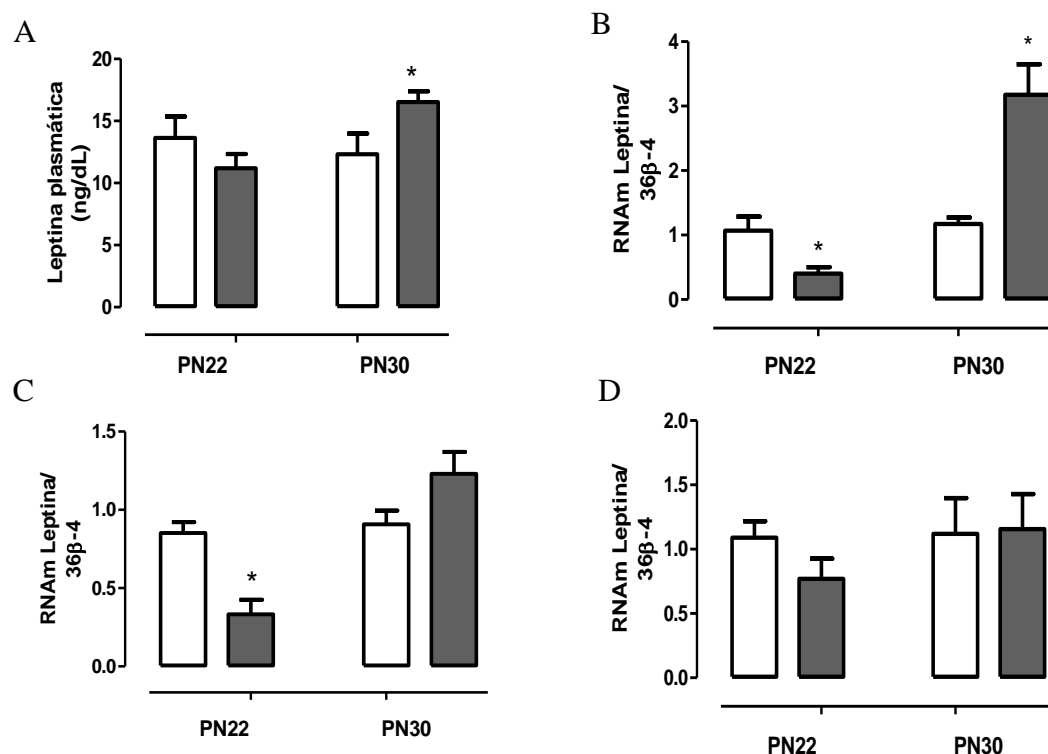 A
Leptina plasmática
(ng/dL)
20
15
10
5
0
*
PN22
PN30
B
RNAm Leptina/
36β-4
4
3
2
1
0
*
*
PN22
PN30
C
RNAm Leptina/
36β-4
1.5
1.0
0.5
0.0
*
PN22
PN30
D
RNAm Leptina/
36β-4
2.0
1.5
1.0
0.5
0.0
PN22
PN30